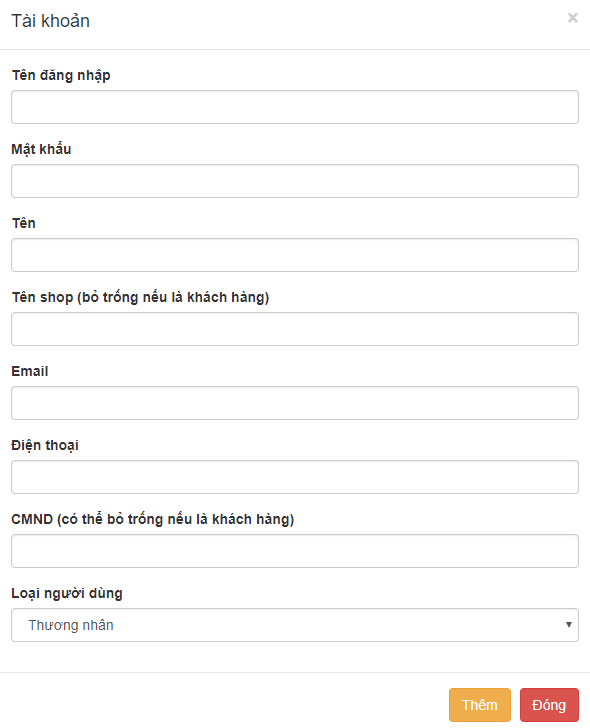 Tài khoản
×
Tên đăng nhập
Mật khẩu
Tên
Tên shop (bỏ trống nếu là khách hàng)
Email
Điện thoại
CMND (có thể bỏ trống nếu là khách hàng)
Loại người dùng
Thương nhân
Thêm Đóng